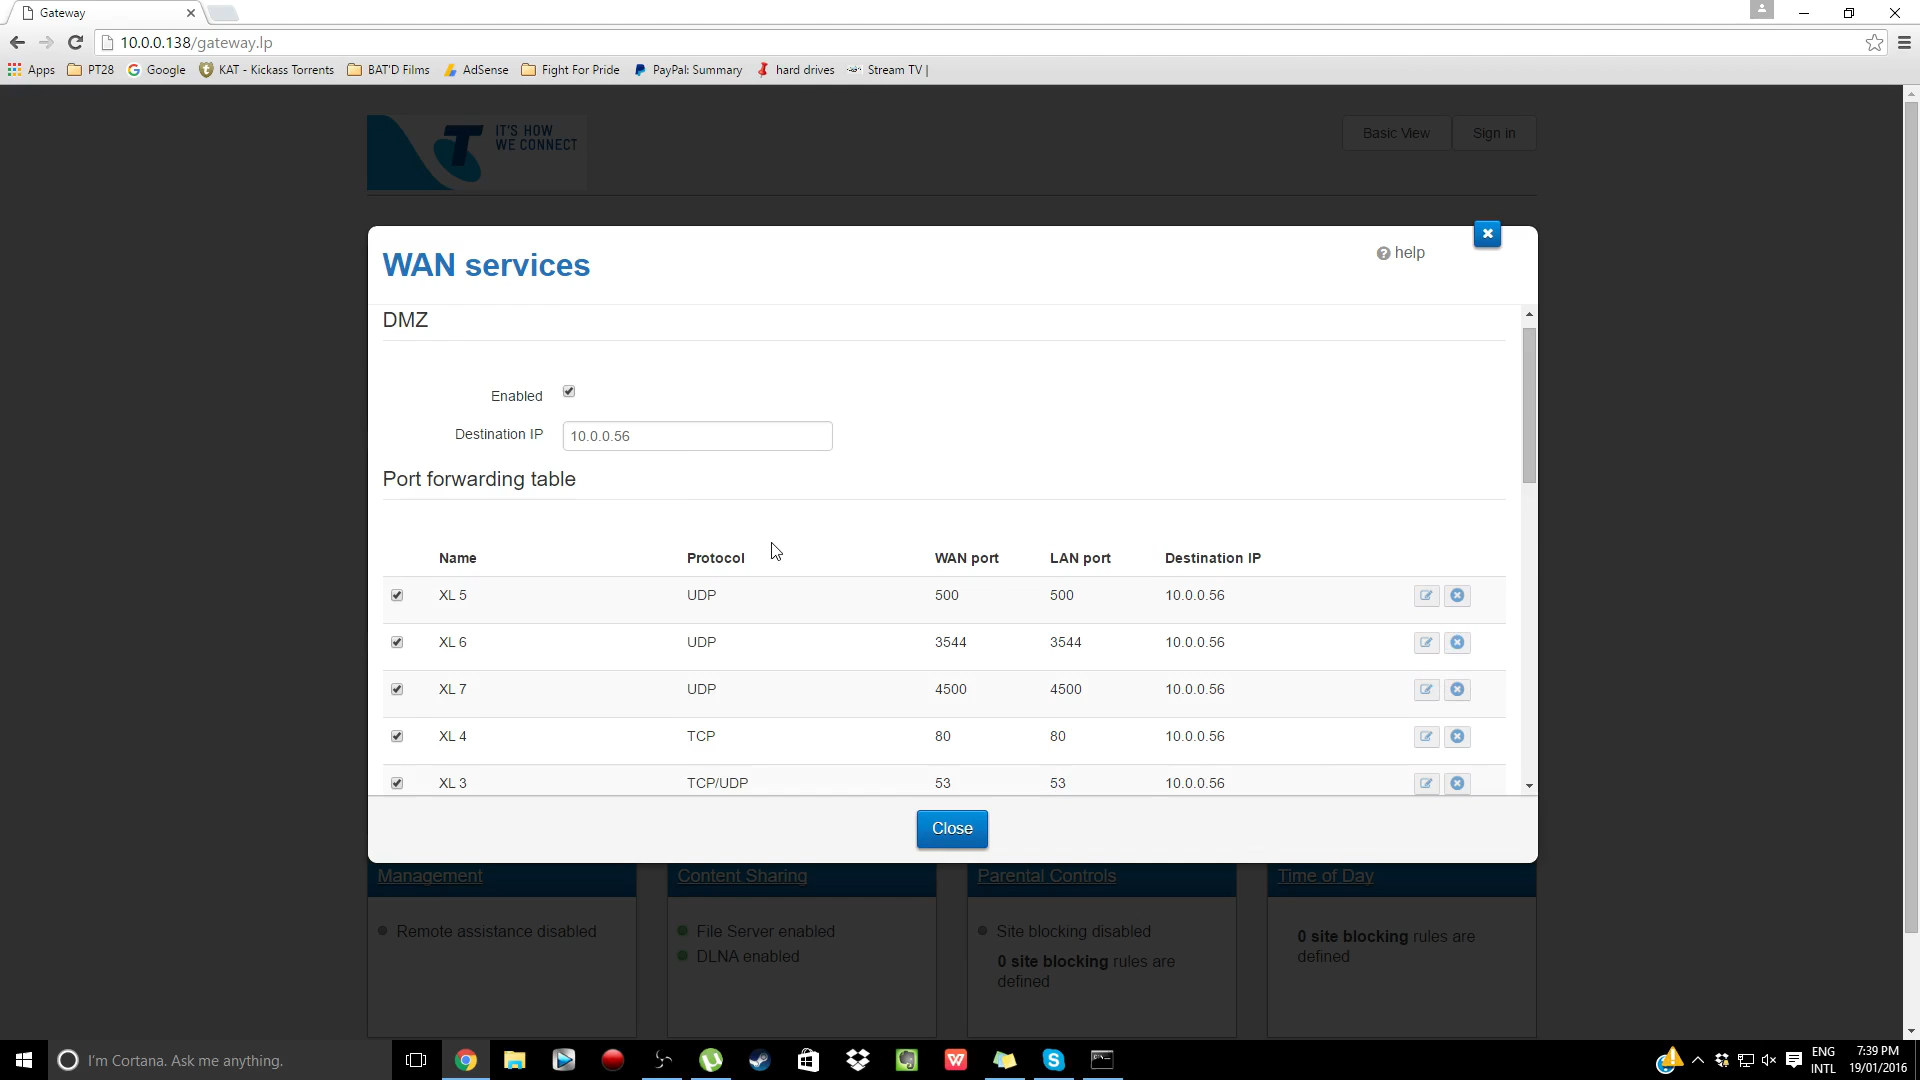 Gateway
10.0.0.138/gateway.lp
Apps PT28 Google KAT - Kickass Torrents BAT'D Films AdSense Fight For Pride PayPal: Summary hard drives Stream TV |
T IT'S HOW
WE CONNECT
Basic View Sign in
WAN services
help
DMZ
Enabled
Destination IP 10.0.0.56
Port forwarding table
Name Protocol WAN port LAN port Destination IP
XL 5 UDP 500 500 10.0.0.56
XL 6 UDP 3544 3544 10.0.0.56
XL 7 UDP 4500 4500 10.0.0.56
XL 4 TCP 80 80 10.0.0.56
XL 3 TCP/UDP 53 53 10.0.0.56
Close
Management Content Sharing Parental Controls Time of Day
Remote assistance disabled
File Server enabled
DLNA enabled
Site blocking disabled
0 site blocking rules are
defined
0 site blocking rules are
defined
I'm Cortana. Ask me anything.
ENG
INTL
7:39 PM
19/01/2016